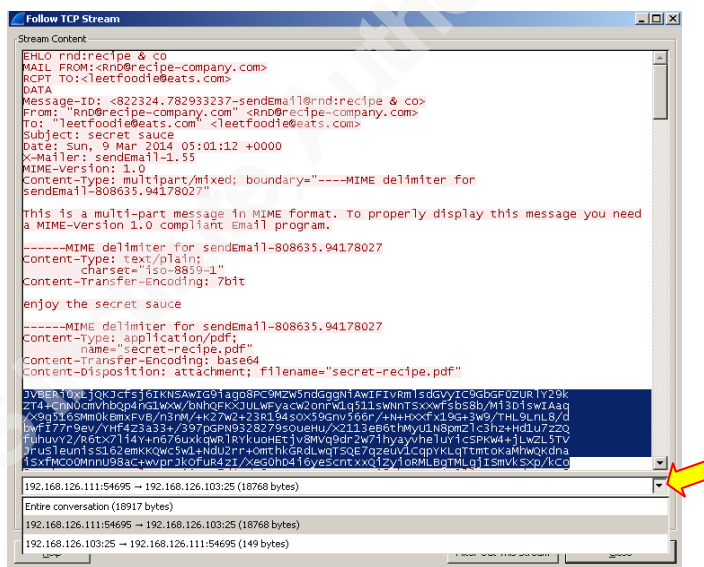 Follow TCP Stream
Stream Content
EHLO rnd:recipe & co
MAIL FROM:<RnD@recipe-company.com>
RCPT TO:<leetfoodie@eats.com>
DATA
Message-ID: <822324.782933237-sendEmail@rnd:recipe & co>
From: "RnD@recipe-company.com" <RnD@recipe-company.com>
To: "leetfoodie@eats.com" <leetfoodie@eats.com>
Subject: secret sauce
Date: Sun, 9 Mar 2014 05:01:12 +0000
X-Mailer: sendEmail-1.55
MIME-Version: 1.0
Content-Type: multipart/mixed; boundary="----MIME delimiter for
sendEmail-808635.94178027"
This is a multi-part message in MIME format. To properly display this message you need
a MIME-Version 1.0 compliant Email program.
------MIME delimiter for sendEmail-808635.94178027
Content-Type: text/plain;
charset="iso-8859-1"
Content-Transfer-Encoding: 7bit
enjoy the secret sauce
------MIME delimiter for sendEmail-808635.94178027
Content-Type: application/pdf;
name="secret-recipe.pdf"
Content-Transfer-Encoding: base64
Content-Disposition: attachment; filename="secret-recipe.pdf"
JVBERi0xLjQKJcfsj6IKNSAwIG9iago8PC9MZW5ndGggNiAwIFIvRmlsdGVyIC9GbGF0ZURlY29k
192.168.126.111:54695 → 192.168.126.103:25 (18768 bytes)
Entire conversation (18917 bytes)
192.168.126.111:54695 → 192.168.126.103:25 (18768 bytes)
192.168.126.103:25 → 192.168.126.111:54695 (149 bytes)